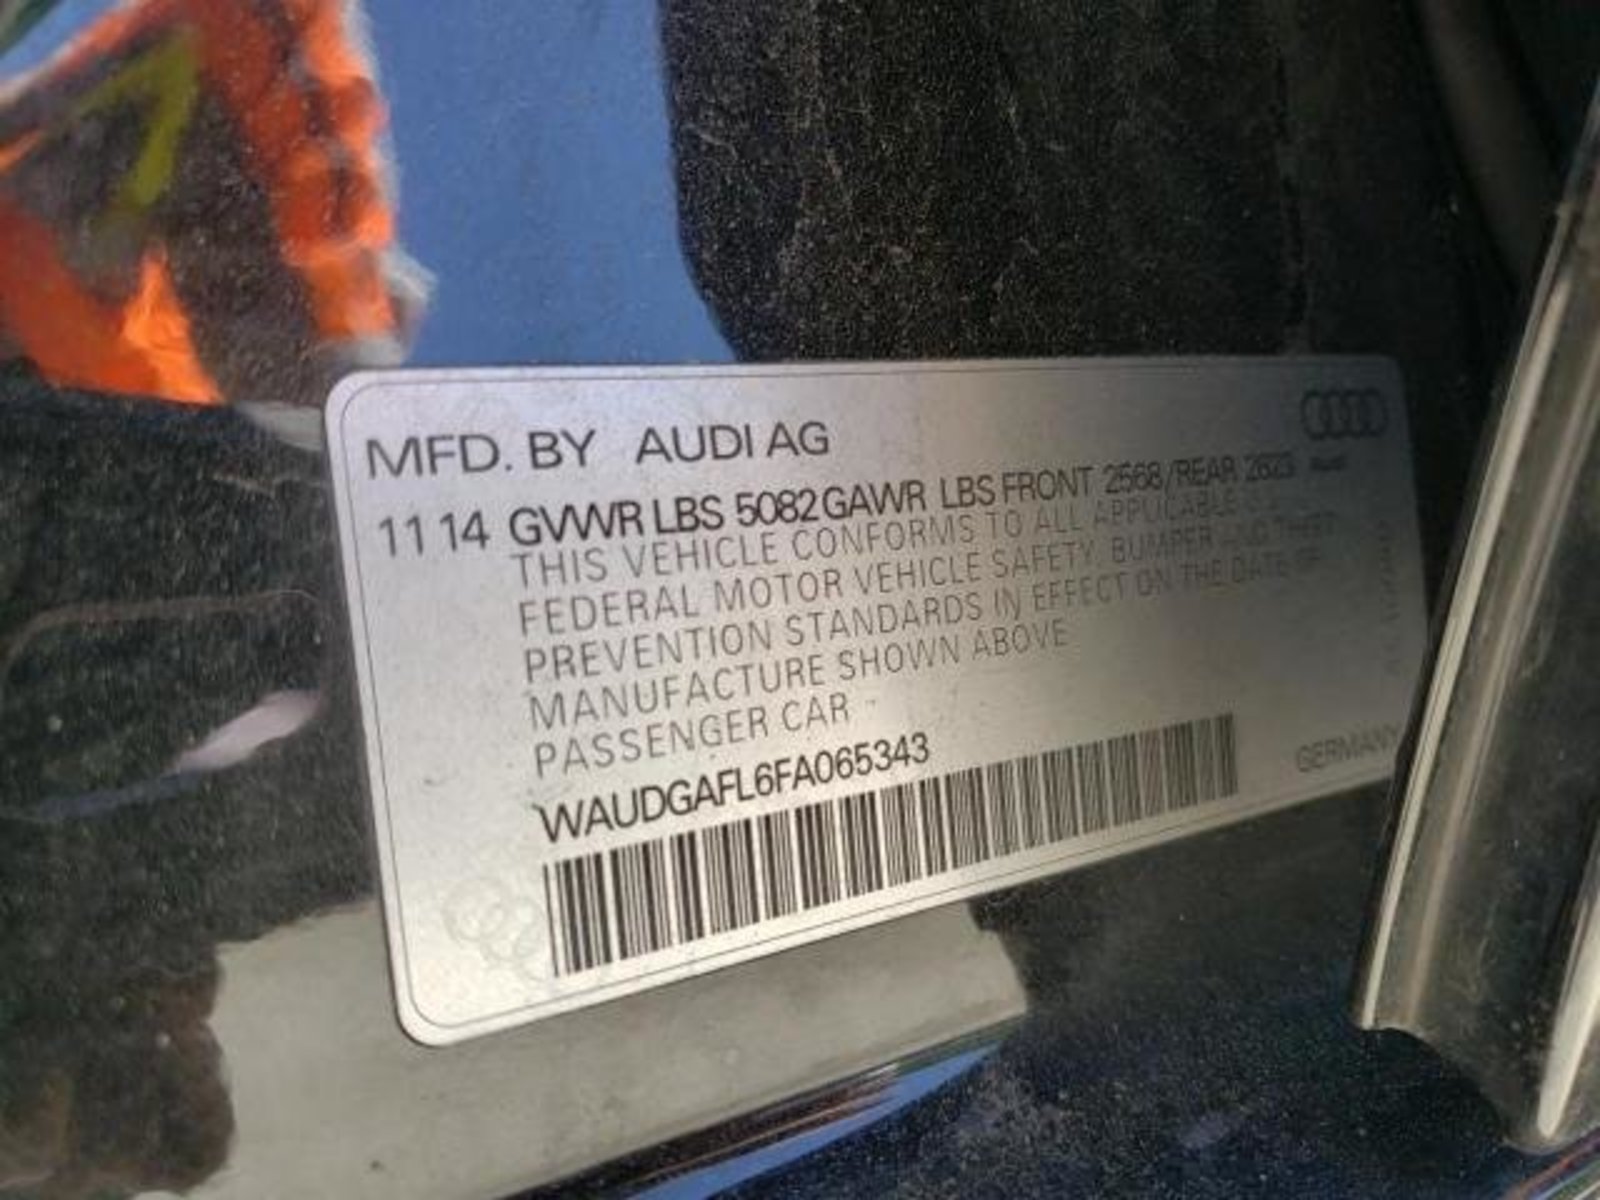 MFD. BY AUDI AG
11 14 GVWR LBS 5082 GAWR LBS FRONT 2568/REAR
THIS VEHICLE CONFORMS TO ALL APPLICABLE
FEDERAL MOTOR VEHICLE SAFETY, BUMPER AND THEFT
PREVENTION STANDARDS IN EFFECT ON THE DATE OF
MANUFACTURE SHOWN ABOVE
PASSENGER CAR
WAUDGAFL6FA065343
GERMANY